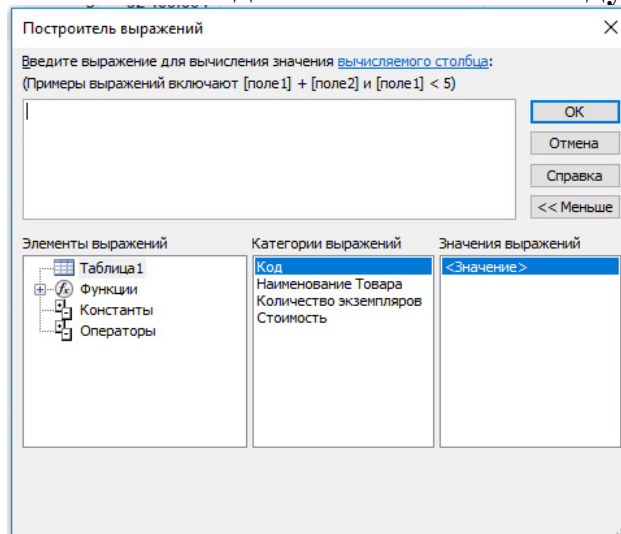 Построитель выражений
Введите выражение для вычисления значения вычисляемого столбца:
(Примеры выражений включают [поле1] + [поле2] и [поле1] < 5)
ОК
Отмена
Справка
<< Меньше
Элементы выражений Категории выражений Значения выражений
Таблица1
Функции
Константы
Операторы
Код
Наименование Товара
Количество экземпляров
Стоимость
<Значение>